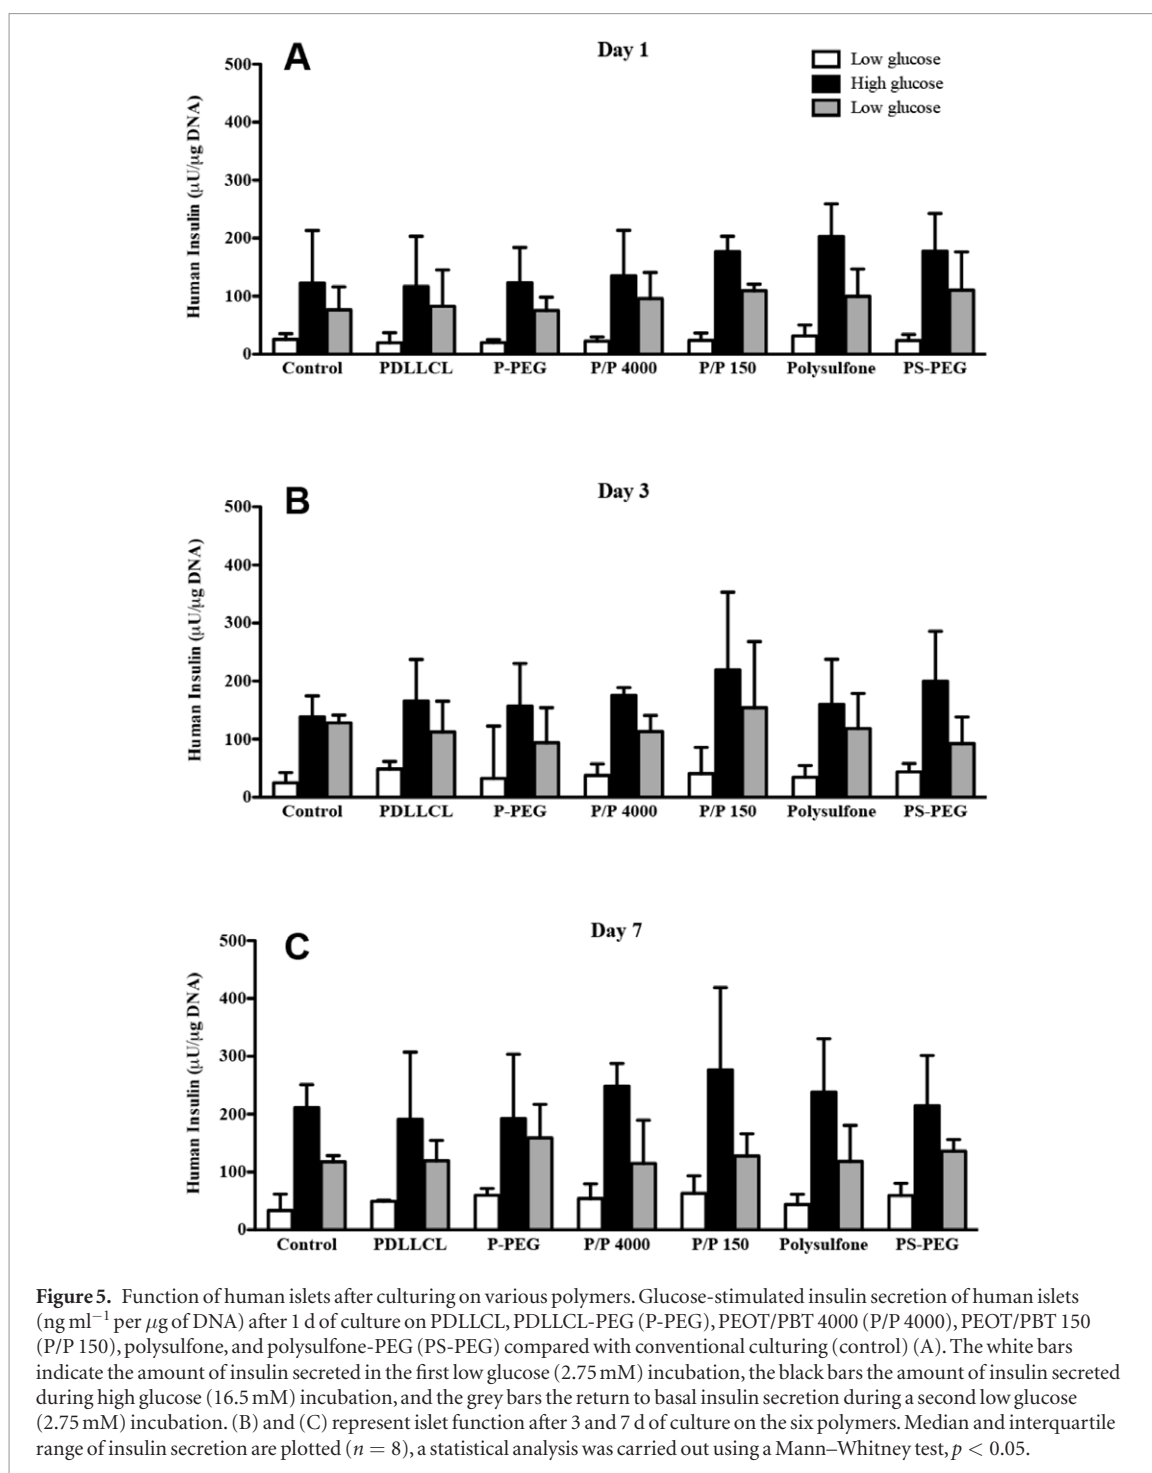 A
Day 1
Low glucose
High glucose
Low glucose
Human Insulin (μU/μg DNA)
500
400
300
200
100
0
Control PDLLCL P-PEG P/P 4000 P/P 150 Polysulfone PS-PEG
B
Day 3
Human Insulin (μU/μg DNA)
500
400
300
200
100
0
Control PDLLCL P-PEG P/P 4000 P/P 150 Polysulfone PS-PEG
C
Day 7
Human Insulin (μU/μg DNA)
500
400
300
200
100
0
Control PDLLCL P-PEG P/P 4000 P/P 150 Polysulfone PS-PEG
Figure 5. Function of human islets after culturing on various polymers. Glucose-stimulated insulin secretion of human islets
(ng ml⁻¹ per μg of DNA) after 1 d of culture on PDLLCL, PDLLCL-PEG (P-PEG), PEOT/PBT 4000 (P/P 4000), PEOT/PBT 150
(P/P 150), polysulfone, and polysulfone-PEG (PS-PEG) compared with conventional culturing (control) (A). The white bars
indicate the amount of insulin secreted in the first low glucose (2.75 mM) incubation, the black bars the amount of insulin secreted
during high glucose (16.5 mM) incubation, and the grey bars the return to basal insulin secretion during a second low glucose
(2.75 mM) incubation. (B) and (C) represent islet function after 3 and 7 d of culture on the six polymers. Median and interquartile
range of insulin secretion are plotted (n = 8), a statistical analysis was carried out using a Mann–Whitney test, p < 0.05.